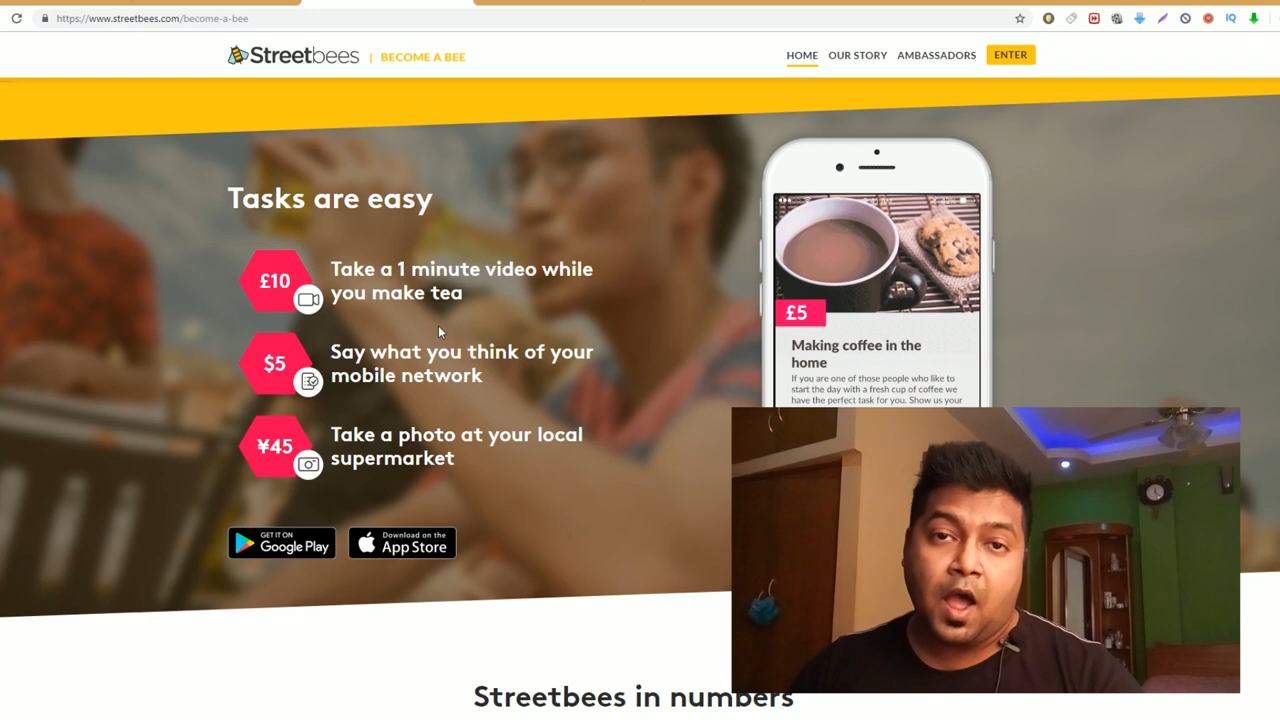 https://www.streetbees.com/become-a-bee
IQ
Streetbees | BECOME A BEE
HOME OUR STORY AMBASSADORS ENTER
Tasks are easy
£10
Take a 1 minute video while
you make tea
$5
Say what you think of your
mobile network
¥45
Take a photo at your local
supermarket
GET IT ON
Google Play
Download on the
App Store
£5
Making coffee in the
home
If you are one of those people who like to
start the day with a fresh cup of coffee we
have the perfect task for you. Show us your
Streetbees in numbers